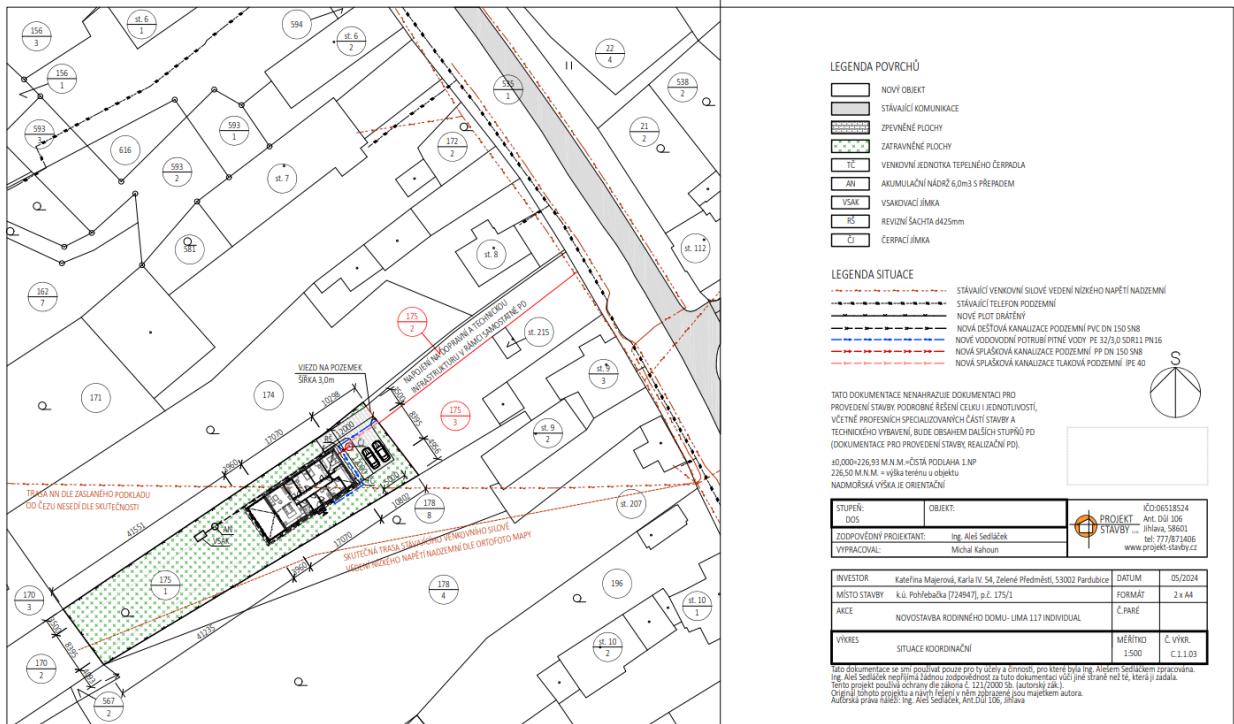 156
3
st. 6
1
594
st. 6
2
22
4
156
1
535
1
538
2
593
3
593
1
616
593
2
172
2
21
2
st. 7
581
st. 8
st. 112
162
7
175
2
NAPOJENÍ NA DOPRAVNÍ A TECHNICKOU
INFRASTRUKTURU V RÁMCI SAMOSTATNÉ PD
st. 215
VJEZD NA POZEMEK
ŠÍŘKA 3,0m
st. 9
3
171
174
10298
3500
8395
4956
12000
175
3
st. 9
2
17070
3960
RŠ
5000
10802
178
8
TRASA NN DLE ZASLANÉHO PODKLADU
OD ČEZU NESEDÍ DLE SKUTEČNOSTI
AN
VSAK
41551
17070
3960
SKUTEČNÁ TRASA STÁVAJÍCÍHO VENKOVNÍHO SILOVÉ
VEDENÍ NÍZKÉHO NAPĚTÍ NADZEMNÍ DLE ORTOFOTO MAPY
st. 207
175
1
178
4
196
170
3
st. 10
1
3500
8395
4893
41235
st. 10
2
170
2
567
2
LEGENDA POVRCHŮ
NOVÝ OBJEKT
STÁVAJÍCÍ KOMUNIKACE
ZPEVNĚNÉ PLOCHY
ZATRAVNĚNÉ PLOCHY
TČ VENKOVNÍ JEDNOTKA TEPELNÉHO ČERPADLA
AN AKUMULAČNÍ NÁDRŽ 6,0m3 S PŘEPADEM
VSAK VSAKOVACÍ JÍMKA
RŠ REVIZNÍ ŠACHTA d425mm
ČJ ČERPACÍ JÍMKA
LEGENDA SITUACE
STÁVAJÍCÍ VENKOVNÍ SILOVÉ VEDENÍ NÍZKÉHO NAPĚTÍ NADZEMNÍ
STÁVAJÍCÍ TELEFON PODZEMNÍ
NOVÉ PLOT DRÁTĚNÝ
NOVÁ DEŠŤOVÁ KANALIZACE PODZEMNÍ PVC DN 150 SN8
NOVÉ VODOVODNÍ POTRUBÍ PITNÉ VODY PE 32/3,0 SDR11 PN16
NOVÁ SPLAŠKOVÁ KANALIZACE PODZEMNÍ PP DN 150 SN8
NOVÁ SPLAŠKOVÁ KANALIZACE TLAKOVÁ PODZEMNÍ IPE 40
S
TATO DOKUMENTACE NENAHRAZUJE DOKUMENTACI PRO
PROVEDENÍ STAVBY. PODROBNÉ ŘEŠENÍ CELKU I JEDNOTLIVOSTÍ,
VČETNĚ PROFESNÍCH SPECIALIZOVANÝCH ČÁSTÍ STAVBY A
TECHNICKÉHO VYBAVENÍ, BUDE OBSAHEM DALŠÍCH STUPŇŮ PD
(DOKUMENTACE PRO PROVEDENÍ STAVBY, REALIZAČNÍ PD).
±0,000=226,93 M.N.M.=ČISTÁ PODLAHA 1.NP
226,50 M.N.M. = výška terénu u objektu
NADMOŘSKÁ VÝŠKA JE ORIENTAČNÍ
STUPEŇ: OBJEKT:
DOS
ZODPOVĚDNÝ PROJEKTANT: Ing. Aleš Sedláček
VYPRACOVAL: Michal Kahoun
PROJEKT
STAVBY
IČO:06518524
Ant. Důl 106
Jihlava, 58601
tel: 777/871406
www.projekt-stavby.cz
INVESTOR Kateřina Majerová, Karla IV. 54, Zelené Předměstí, 53002 Pardubice DATUM 05/2024
MÍSTO STAVBY k.ú. Pohřebačka [724947], p.č. 175/1 FORMÁT 2 x A4
AKCE NOVOSTAVBA RODINNÉHO DOMU- LIMA 117 INDIVIDUAL Č.PARÉ
VÝKRES SITUACE KOORDINAČNÍ MĚŘÍTKO Č. VÝKR.
1:500 C.1.1.03
Tato dokumentace se smí používat pouze pro ty účely a činnosti, pro které byla Ing. Alešem Sedláčkem zpracována.
Ing. Aleš Sedláček nepřijímá žádnou zodpovědnost za tuto dokumentaci vůči jiné straně než té, která ji zadala.
Tento projekt používá ochrany dle zákona č. 121/2000 Sb. (autorský zák.).
Originál tohoto projektu a návrh řešení v něm zobrazené jsou majetkem autora.
Autorská práva náleží: Ing. Aleš Sedláček, Ant.Důl 106, Jihlava